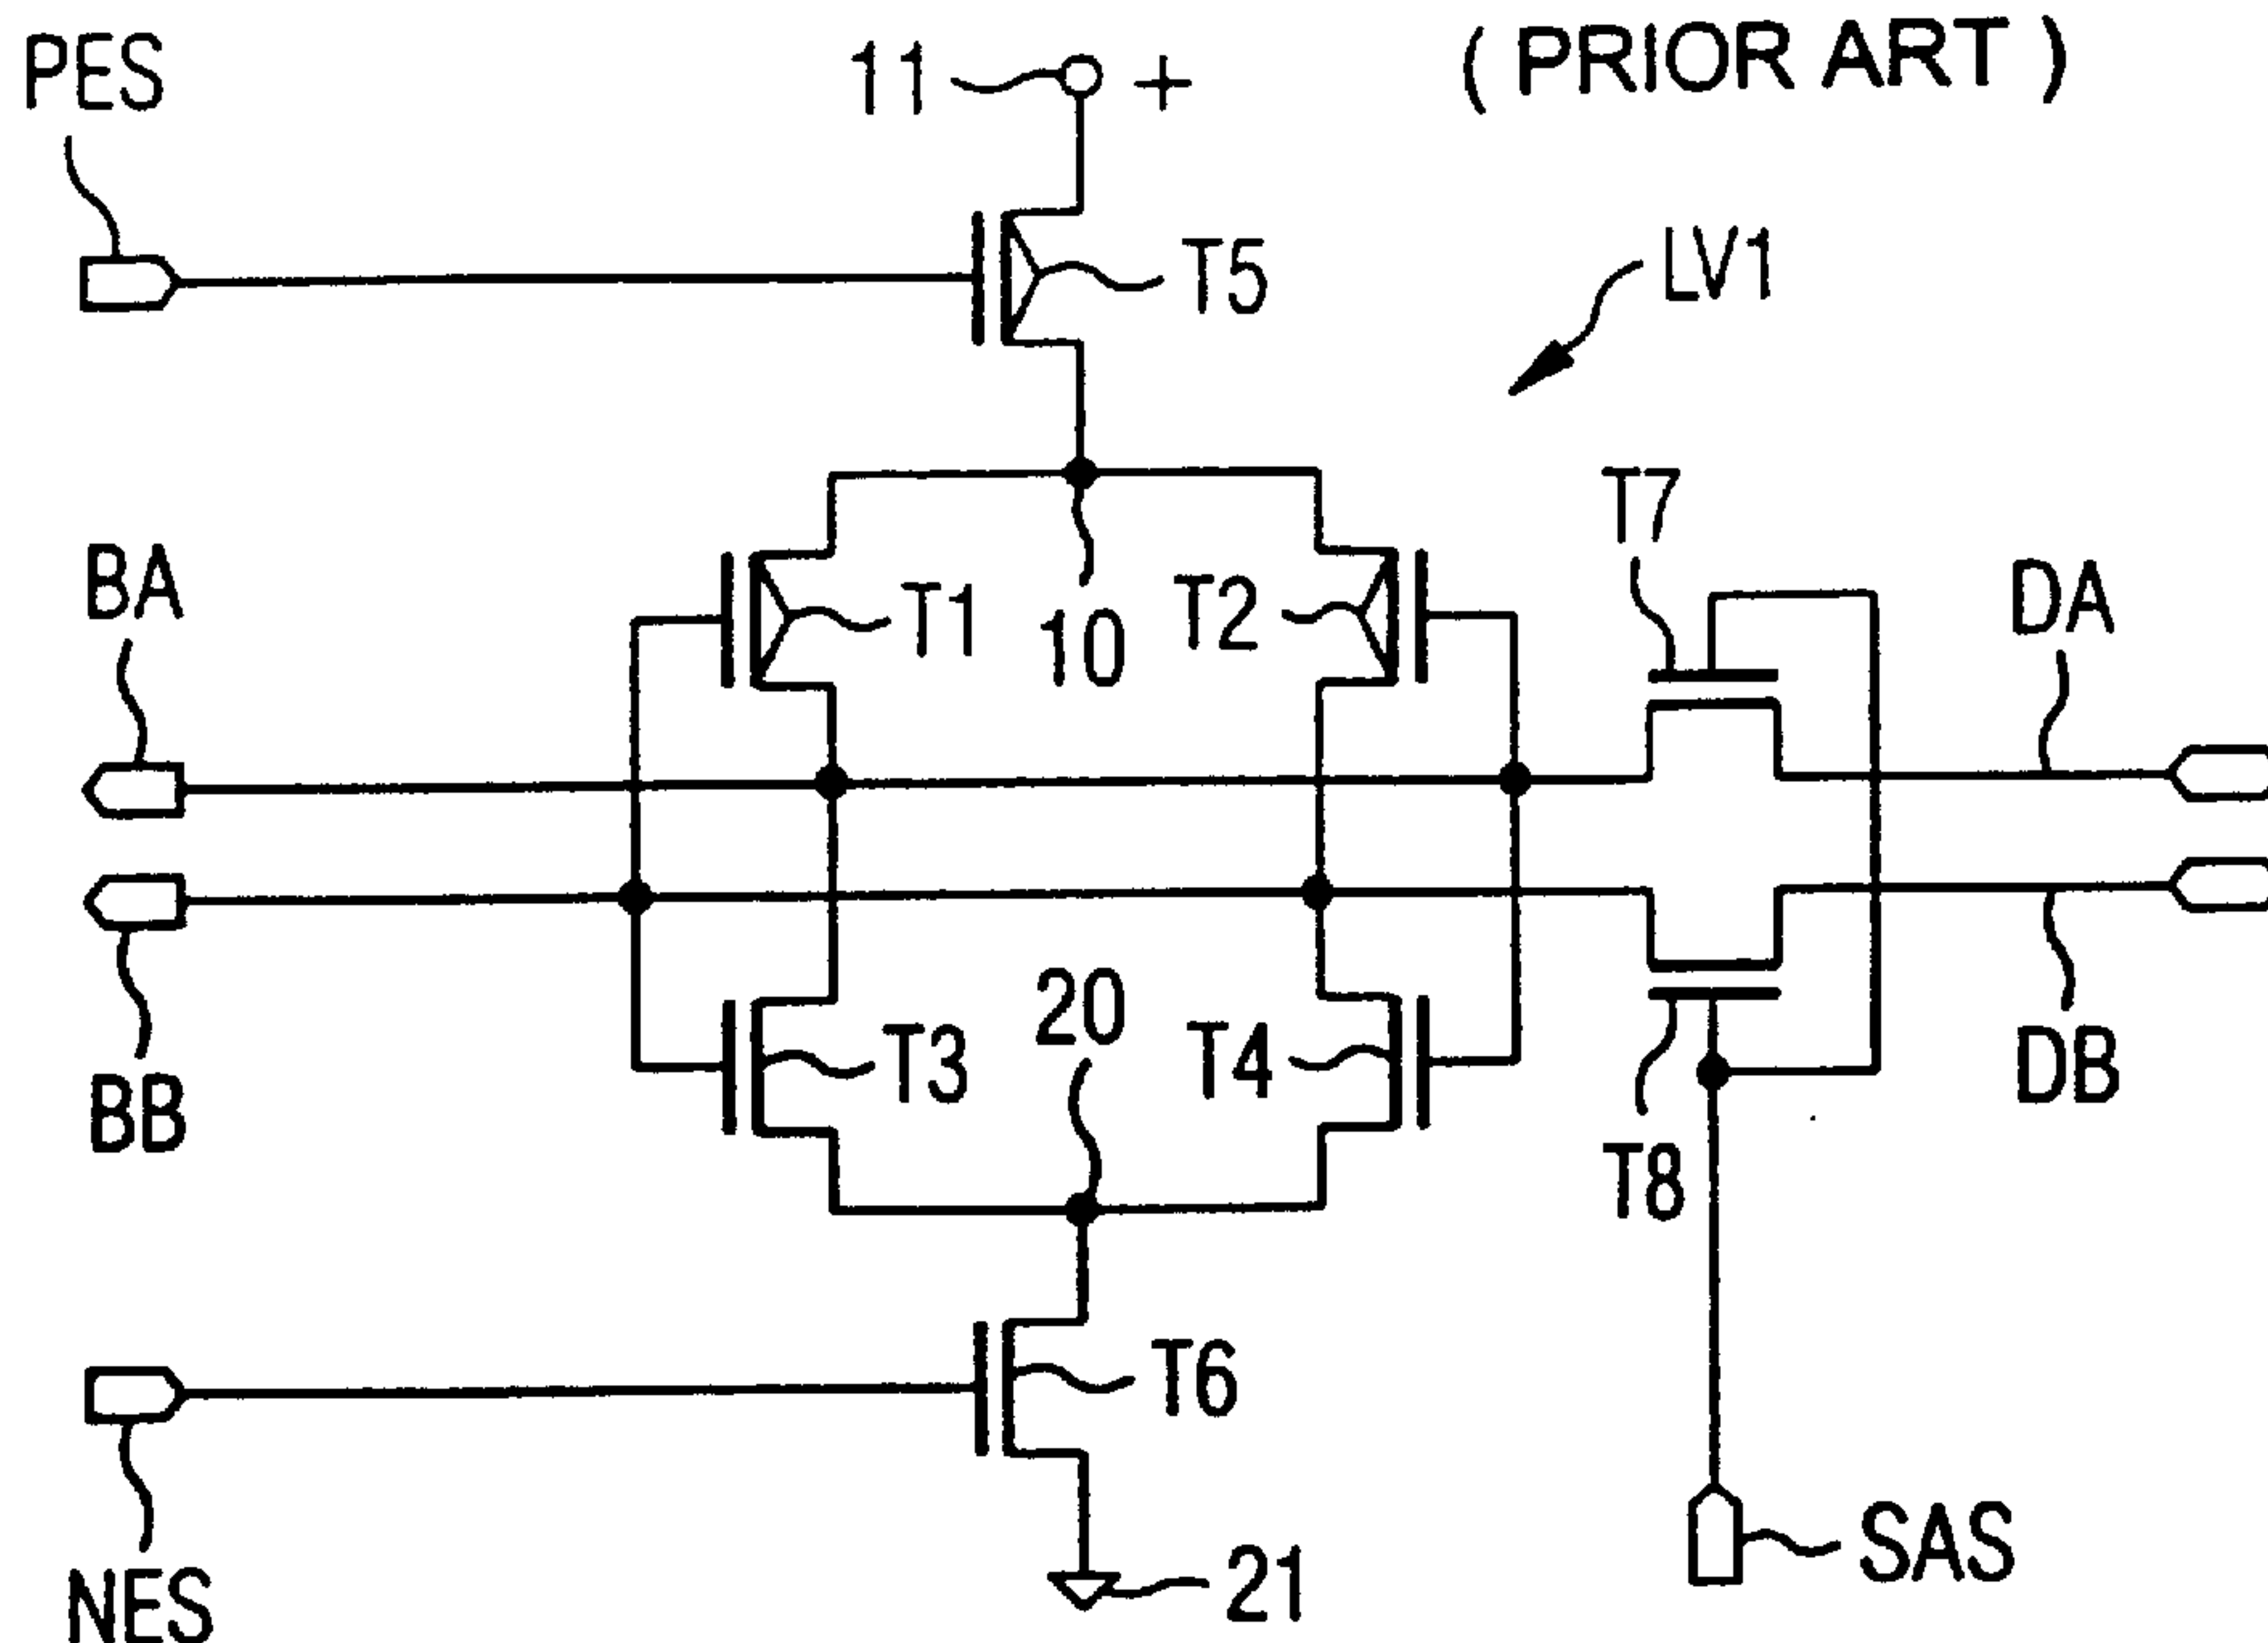 PES
11
+
( PRIOR ART )
T5
LV1
T7
BA
T1
10
T2
DA
20
T3
T4
BB
DB
T8
T6
SAS
21
NES